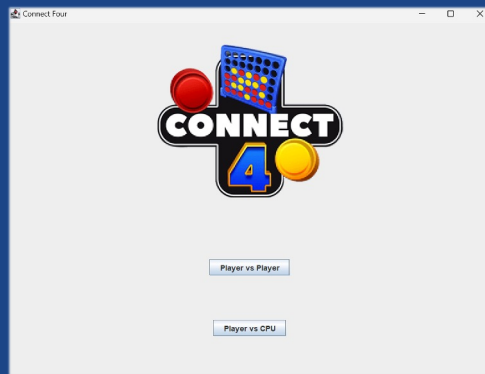 Connect Four
CONNECT
4
Player vs Player
Player vs CPU